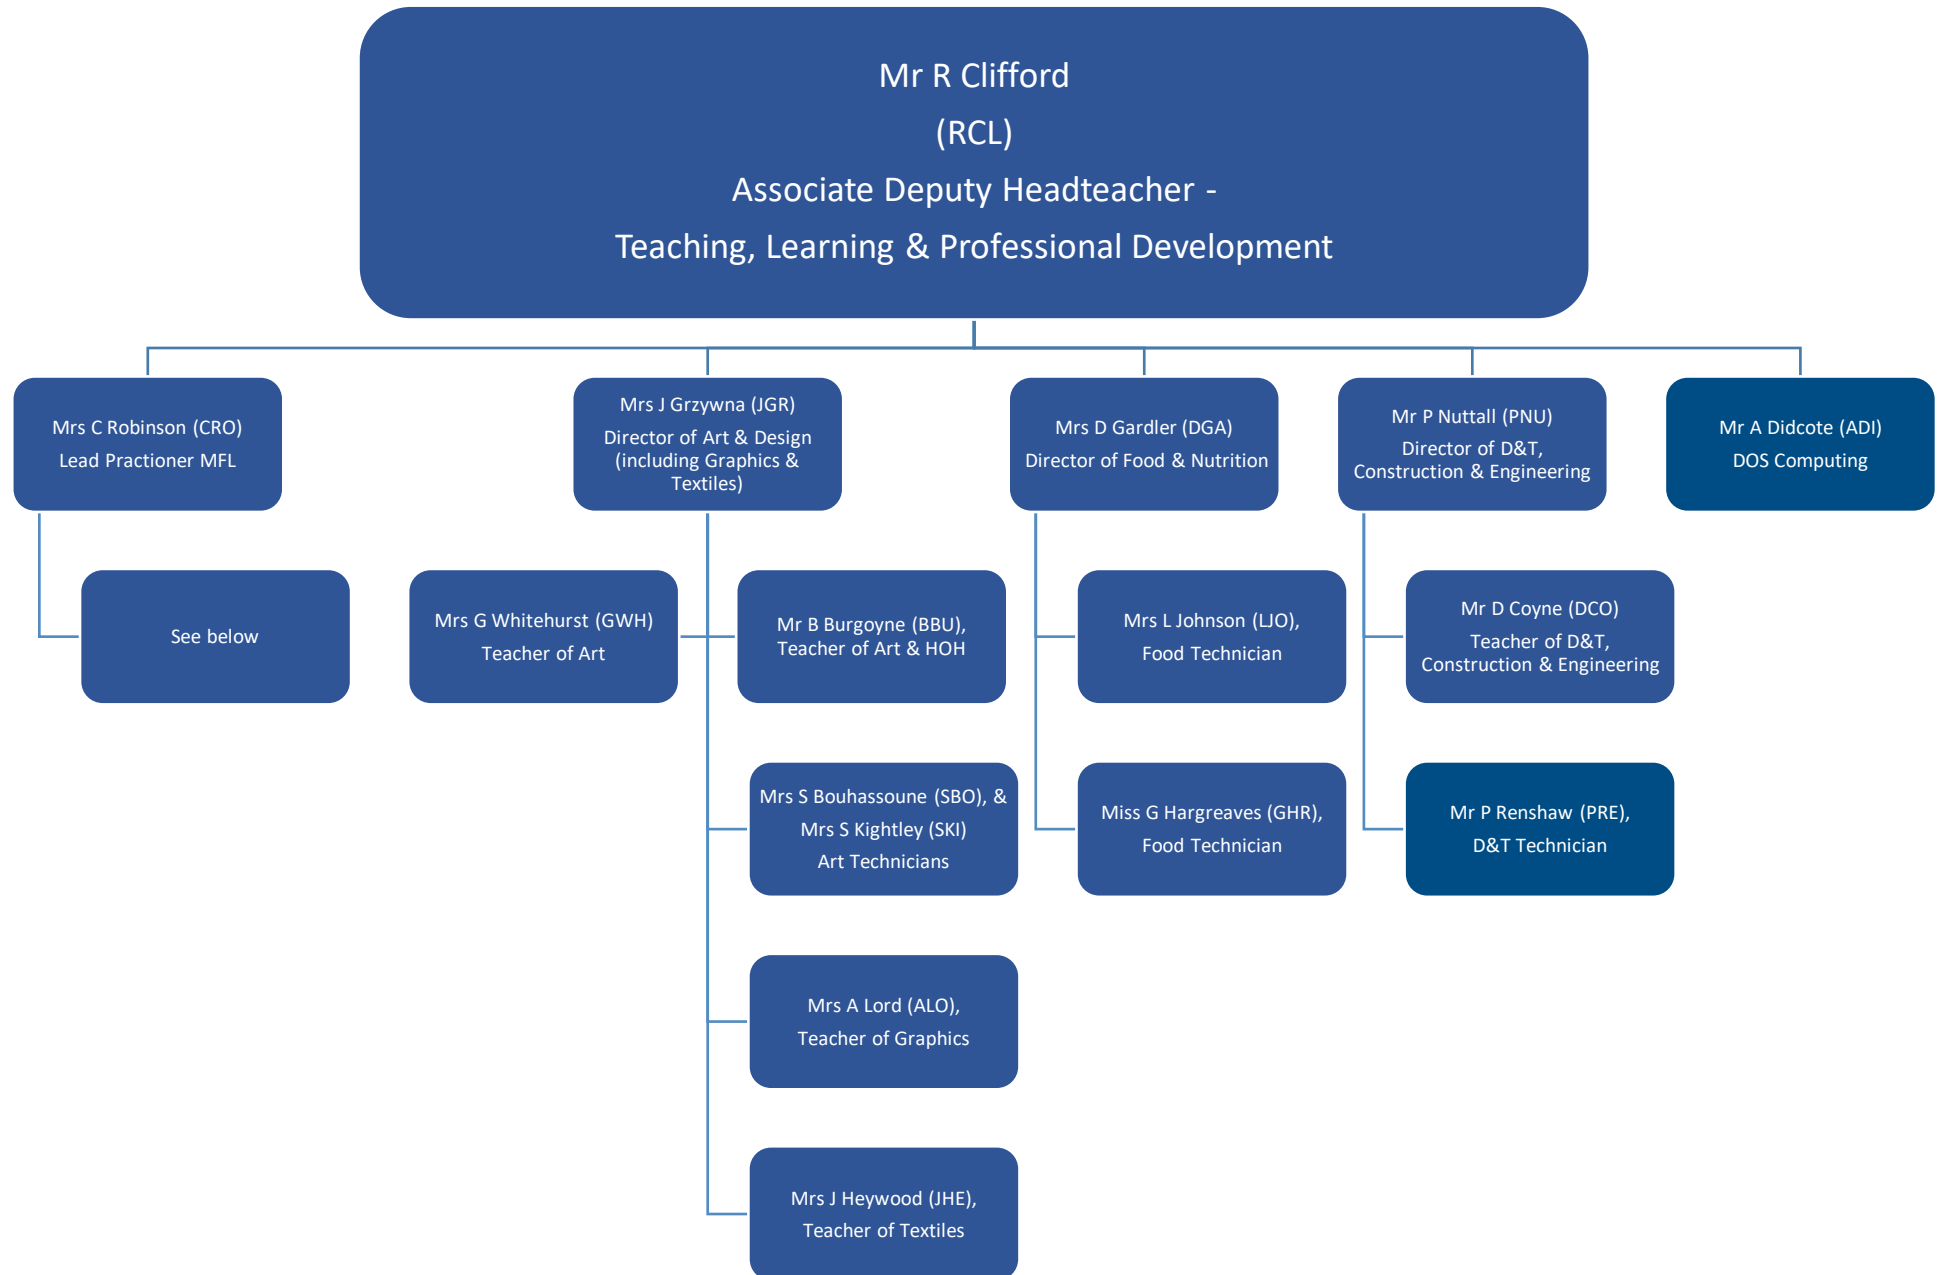 Mr R Clifford
(RCL)
Associate Deputy Headteacher -
Teaching, Learning & Professional Development
Mrs C Robinson (CRO)
Lead Practioner MFL
See below
Mrs J Grzywna (JGR)
Director of Art & Design
(including Graphics &
Textiles)
Mrs G Whitehurst (GWH)
Teacher of Art
Mr B Burgoyne (BBU),
Teacher of Art & HOH
Mrs S Bouhassoune (SBO), &
Mrs S Kightley (SKI)
Art Technicians
Mrs A Lord (ALO),
Teacher of Graphics
Mrs J Heywood (JHE),
Teacher of Textiles
Mrs D Gardler (DGA)
Director of Food & Nutrition
Mrs L Johnson (LJO),
Food Technician
Miss G Hargreaves (GHR),
Food Technician
Mr P Nuttall (PNU)
Director of D&T,
Construction & Engineering
Mr D Coyne (DCO)
Teacher of D&T,
Construction & Engineering
Mr P Renshaw (PRE),
D&T Technician
Mr A Didcote (ADI)
DOS Computing